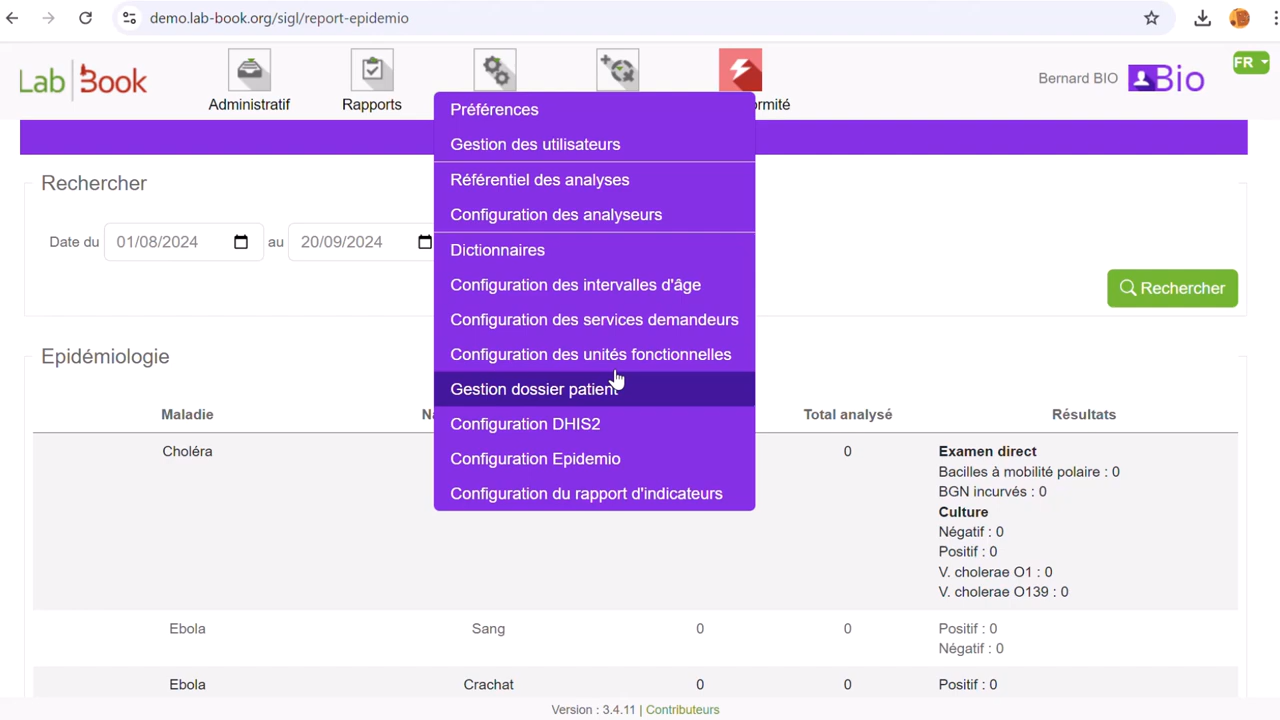 demo.lab-book.org/sigl/report-epidemio
Lab Book
Administratif
Rapports
rmité
Bernard BIO
Bio
FR
Préférences
Gestion des utilisateurs
Référentiel des analyses
Configuration des analyseurs
Dictionnaires
Configuration des intervalles d'âge
Configuration des services demandeurs
Configuration des unités fonctionnelles
Gestion dossier patient
Configuration DHIS2
Configuration Epidemio
Configuration du rapport d'indicateurs
Rechercher
Date du 01/08/2024 au 20/09/2024
Rechercher
Epidémiologie
Maladie Na Total analysé Résultats
Choléra 0 Examen direct
Bacilles à mobilité polaire : 0
BGN incurvés : 0
Culture
Négatif : 0
Positif : 0
V. cholerae O1 : 0
V. cholerae O139 : 0
Ebola Sang 0 0 Positif : 0
Négatif : 0
Ebola Crachat 0 0 Positif : 0
Version : 3.4.11 | Contributeurs